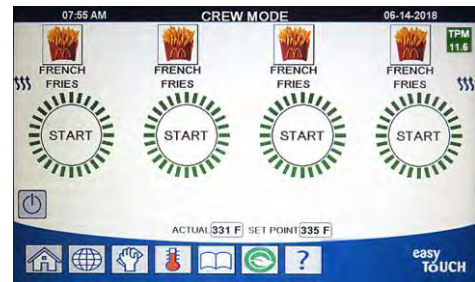 07:55 AM CREW MODE 06-14-2018
TPM
11.6
FRENCH FRIES
FRENCH FRIES
FRENCH FRIES
FRENCH FRIES
START START START START
ACTUAL 331 F SET POINT 335 F
?
easy
TOUCH